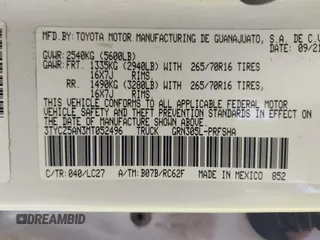 MFD BY: TOYOTA MOTOR MANUFACTURING DE GUANAJUATO, S.A. DE C.V.
09/21
GVWR: 2540KG (5600LB)
GAWR: FRT. 1335KG (2940LB) WITH 265/70R16 TIRES
16X7J RIMS
RR. 1490KG (3280LB) WITH 265/70R16 TIRES
16X7J RIMS
THIS VEHICLE CONFORMS TO ALL APPLICABLE FEDERAL MOTOR
VEHICLE SAFETY AND THEFT PREVENTION STANDARDS IN EFFECT
ON THE DATE OF MANUFACTURE SHOWN ABOVE.
3TYCZ5AN3MT052496 TRUCK GRN305L-PRFSHA
C/TR: 040/LC27 A/TM: B07B/RC62F MADE IN MEXICO 852
© DREAMBID